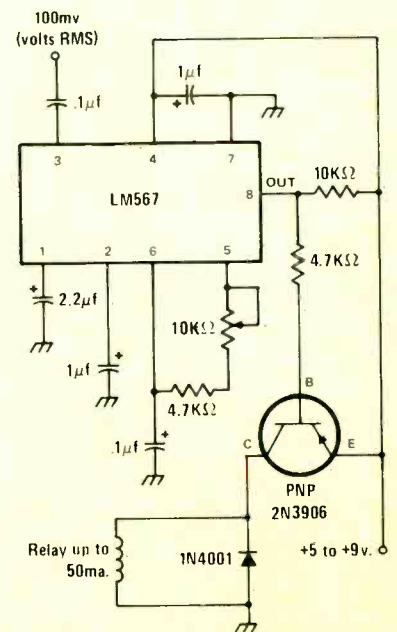 100mv
(volts RMS)
.1µf
1µf
+
3
4
7
LM567
8
OUT
10KΩ
1
2
6
5
4.7KΩ
+
2.2µf
10KΩ
1µf
+
4.7KΩ
B
.1µf
+
C
E
PNP
2N3906
Relay up to
50ma.
1N4001
+5 to +9v.